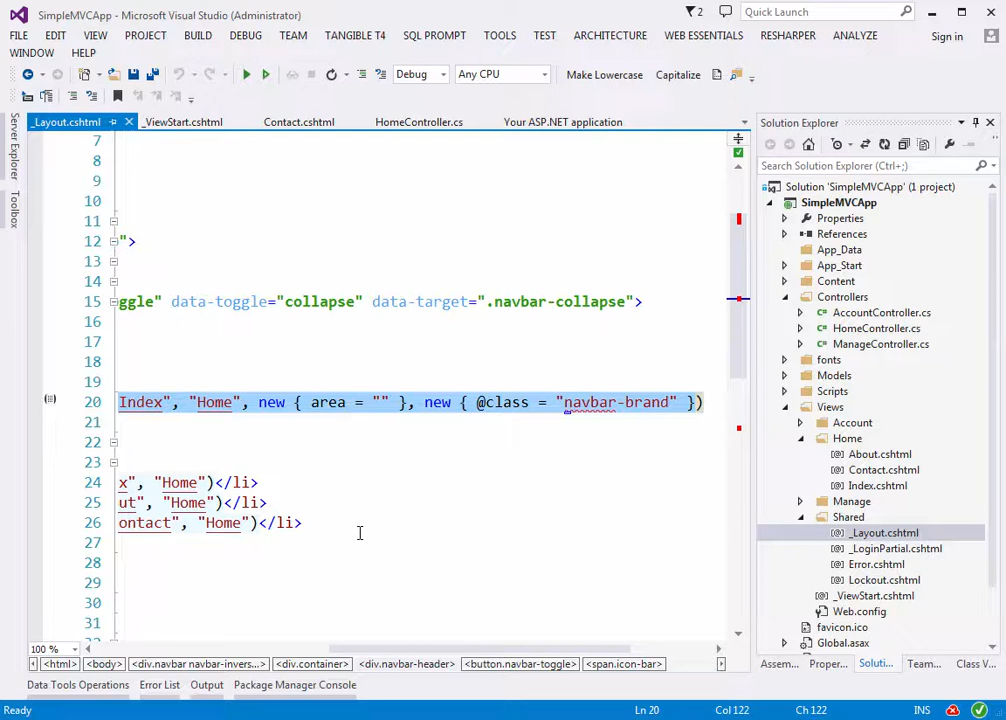 SimpleMVCApp - Microsoft Visual Studio (Administrator)
2
Quick Launch (Ctrl+Q)
FILE EDIT VIEW PROJECT BUILD DEBUG TEAM TANGIBLE T4 SQL PROMPT TOOLS TEST ARCHITECTURE WEB ESSENTIALS RESHARPER ANALYZE Sign in
WINDOW HELP
Debug Any CPU Make Lowercase Capitalize
Server Explorer
Toolbox
_Layout.cshtml _ViewStart.cshtml Contact.cshtml HomeController.cs Your ASP.NET application
7
8
9
10
11
12 ">
13
14
15 ggle" data-toggle="collapse" data-target=".navbar-collapse">
16
17
18
19
20 Index", "Home", new { area = "" }, new { @class = "navbar-brand" })
21
22
23
24 x", "Home")</li>
25 ut", "Home")</li>
26 ontact", "Home")</li>
27
28
29
30
31
100 %
<html> <body> <div.navbar navbar-invers...> <div.container> <div.navbar-header> <button.navbar-toggle> <span.icon-bar>
Data Tools Operations Error List Output Package Manager Console
Solution Explorer
Search Solution Explorer (Ctrl+;)
Solution 'SimpleMVCApp' (1 project)
SimpleMVCApp
Properties
References
App_Data
App_Start
Content
Controllers
AccountController.cs
HomeController.cs
ManageController.cs
fonts
Models
Scripts
Views
Account
Home
About.cshtml
Contact.cshtml
Index.cshtml
Manage
Shared
_Layout.cshtml
_LoginPartial.cshtml
Error.cshtml
Lockout.cshtml
_ViewStart.cshtml
Web.config
favicon.ico
Global.asax
Assem... Proper... Soluti... Team... Class V...
Ready Ln 20 Col 122 Ch 122 INS